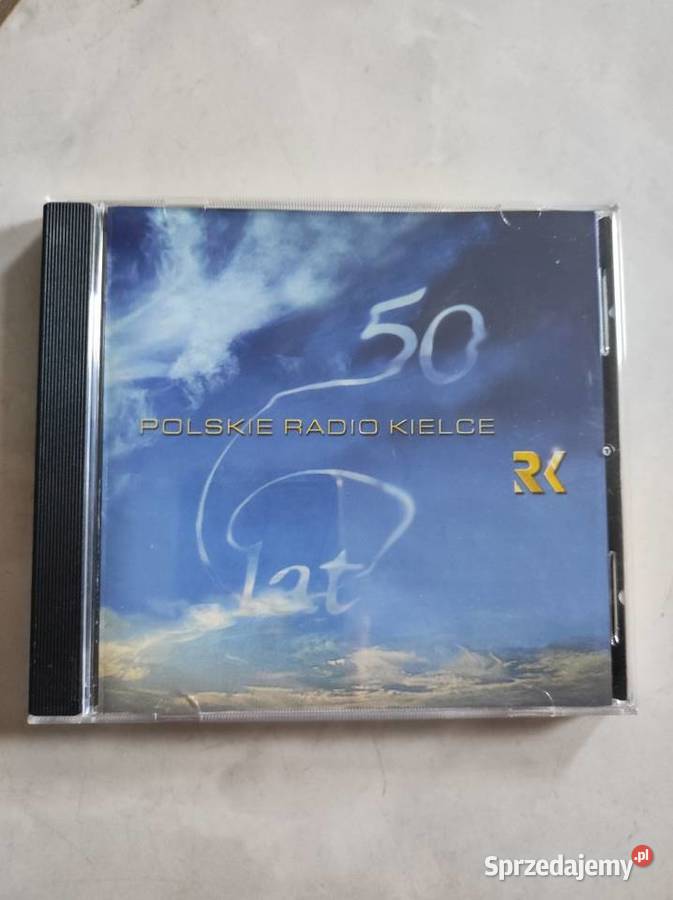 50
POLSKIE RADIO KIELCE
RK
lat
Sprzedajemy.pl